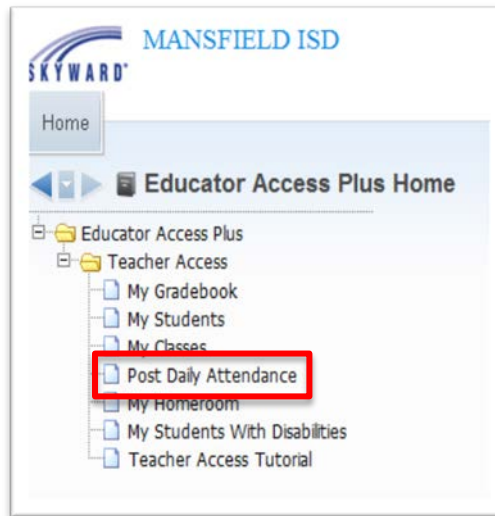 MANSFIELD ISD
SKYWARD®
Home
Educator Access Plus Home
Educator Access Plus
Teacher Access
My Gradebook
My Students
My Classes
Post Daily Attendance
My Homeroom
My Students With Disabilities
Teacher Access Tutorial